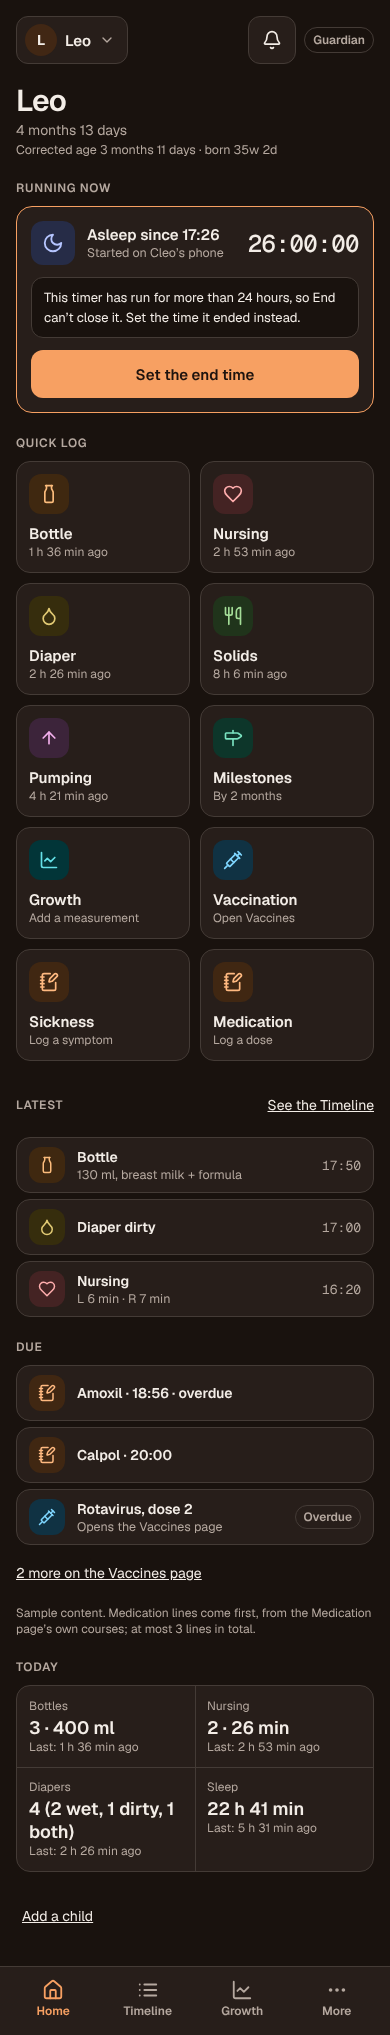 L Leo
Guardian
Leo
4 months 13 days
Corrected age 3 months 11 days · born 35w 2d
RUNNING NOW
Asleep since 17:26
Started on Cleo's phone
26:00:00
This timer has run for more than 24 hours, so End
can't close it. Set the time it ended instead.
Set the end time
QUICK LOG
Bottle
1 h 36 min ago
Nursing
2 h 53 min ago
Diaper
2 h 26 min ago
Solids
8 h 6 min ago
Pumping
4 h 21 min ago
Milestones
By 2 months
Growth
Add a measurement
Vaccination
Open Vaccines
Sickness
Log a symptom
Medication
Log a dose
LATEST
See the Timeline
Bottle
130 ml, breast milk + formula
17:50
Diaper dirty
17:00
Nursing
L 6 min · R 7 min
16:20
DUE
Amoxil · 18:56 · overdue
Calpol · 20:00
Rotavirus, dose 2
Opens the Vaccines page
Overdue
2 more on the Vaccines page
Sample content. Medication lines come first, from the Medication
page's own courses; at most 3 lines in total.
TODAY
Bottles
3 · 400 ml
Last: 1 h 36 min ago
Nursing
2 · 26 min
Last: 2 h 53 min ago
Diapers
4 (2 wet, 1 dirty, 1
both)
Last: 2 h 26 min ago
Sleep
22 h 41 min
Last: 5 h 31 min ago
Add a child
Home
Timeline
Growth
More